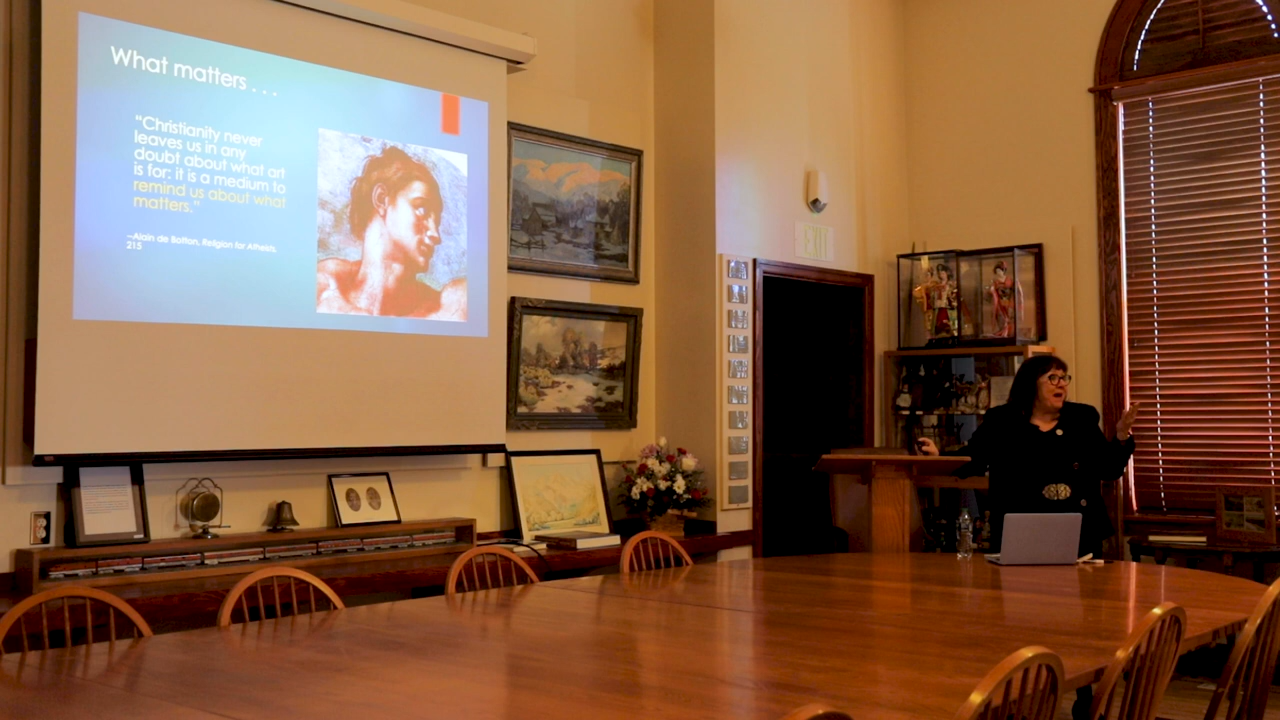 What matters . . .
“Christianity never
leaves us in any
doubt about what art
is for: it is a medium to
remind us about what
matters.”
–Alain de Botton, Religion for Atheists,
215
EXIT